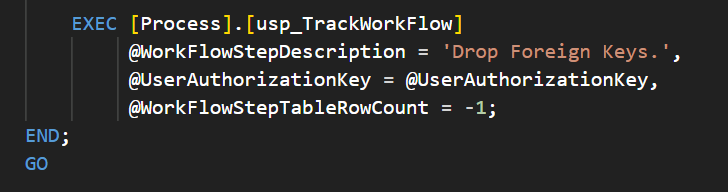 EXEC [Process].[usp_TrackWorkFlow]
@WorkFlowStepDescription = 'Drop Foreign Keys.',
@UserAuthorizationKey = @UserAuthorizationKey,
@WorkFlowStepTableRowCount = -1;
END;
GO